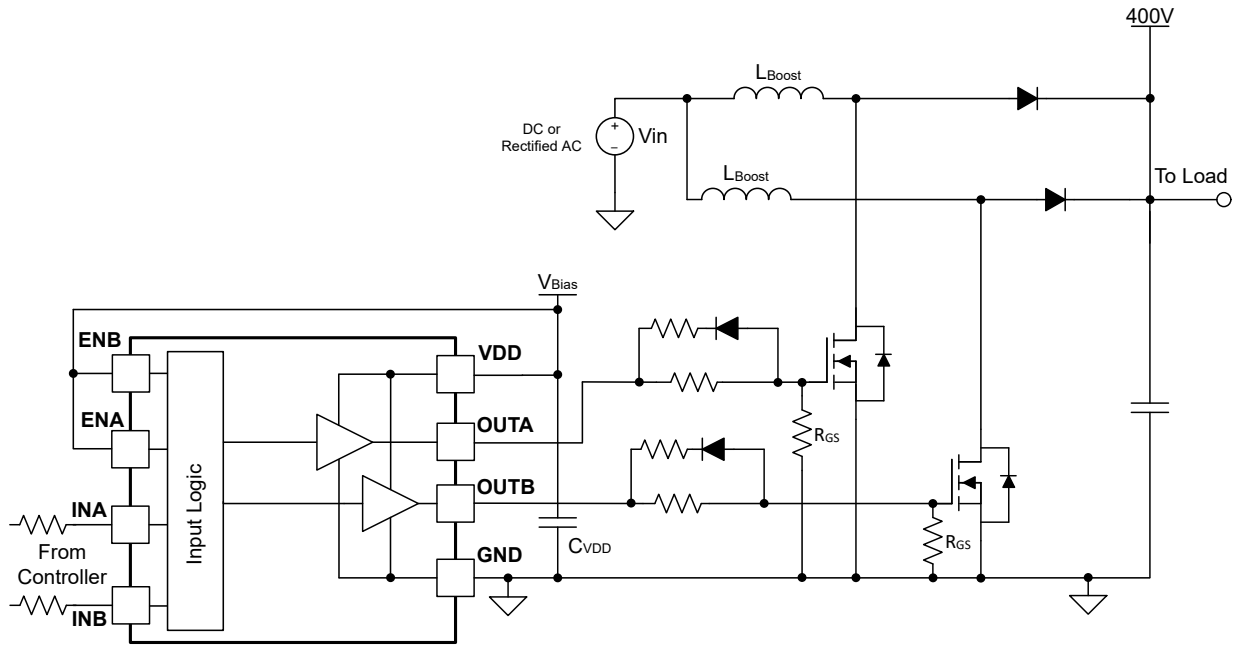 400V
LBoost
DC or
Rectified AC
+
−
Vin
LBoost
To Load
VBias
ENB
VDD
ENA
OUTA
RGS
Input Logic
OUTB
INA
From
Controller
CVDD
RGS
GND
INB